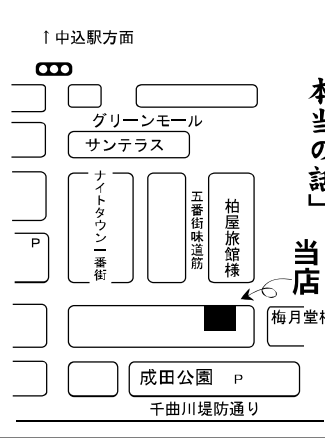 ↑中込駅方面
グリーンモール
サンテラス
本当の話」
ナイトタウン一番街
五番街味道筋
柏屋旅館様
P
当店
梅月堂様
成田公園 P
千曲川堤防通り